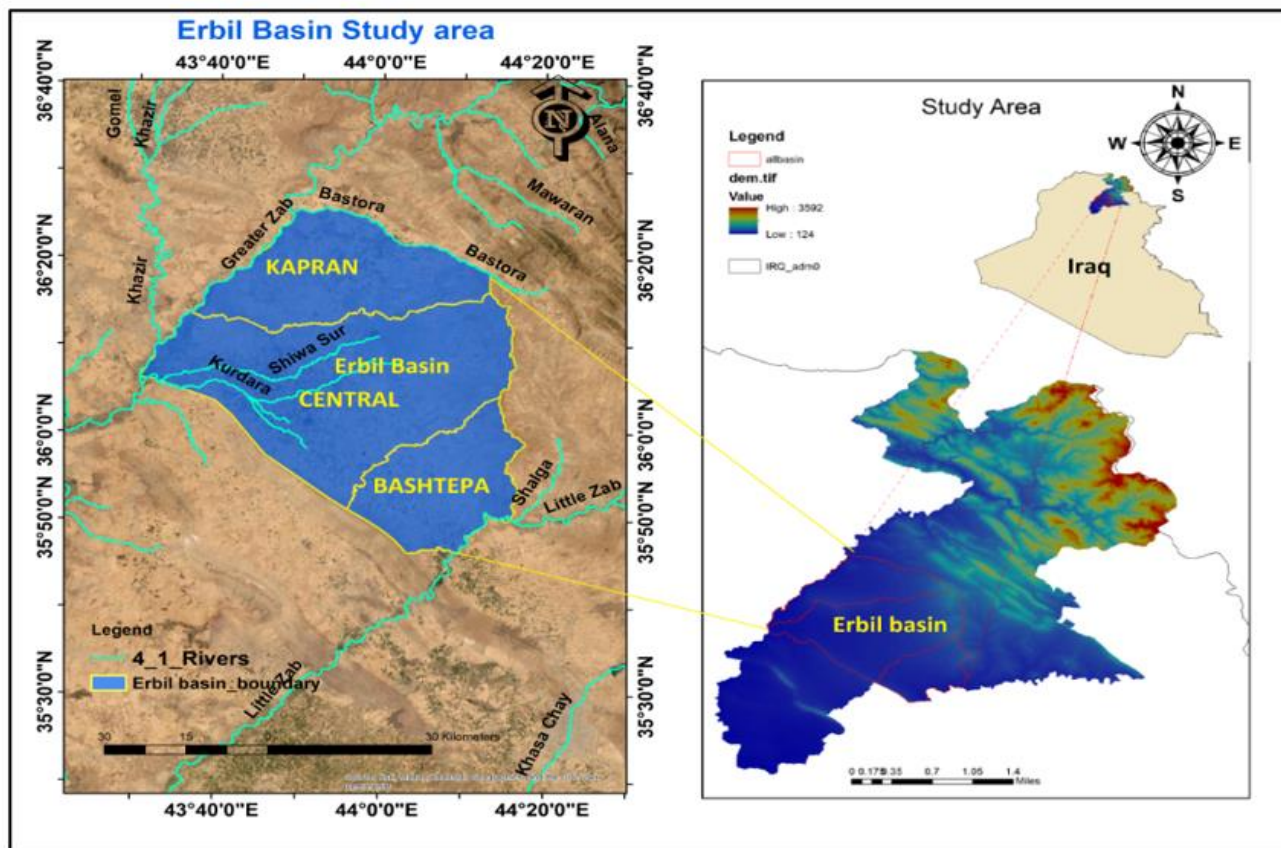 Erbil Basin Study area
43°40'0"N
44°0'0"E
44°20'0"N
36°40'0"N
36°20'0"N
36°0'0"N
35°50'0"N
35°30'0"N
36°40'0"N
36°20'0"N
36°0'0"N
35°50'0"N
35°30'0"N
Gomel
Khazir
N
Alana
Mawaran
Bastora
Greater Zab
Bastora
Khazir
KAPRAN
Shiwa Sur
Kurdara
Erbil Basin
CENTRAL
BASHTEPA
Shalga
Little Zab
Little Zab
Khasa Chay
Legend
4_1_Rivers
Erbil basin_boundary
30 15 0 30 Kilometers
43°40'0"E
44°0'0"E
44°20'0"E
Study Area
N
W E
S
Legend
allbasin
dem.tif
Value
High : 3592
Low : 124
IRQ_adm0
Iraq
Erbil basin
0 0.175 0.35 0.7 1.05 1.4
Miles